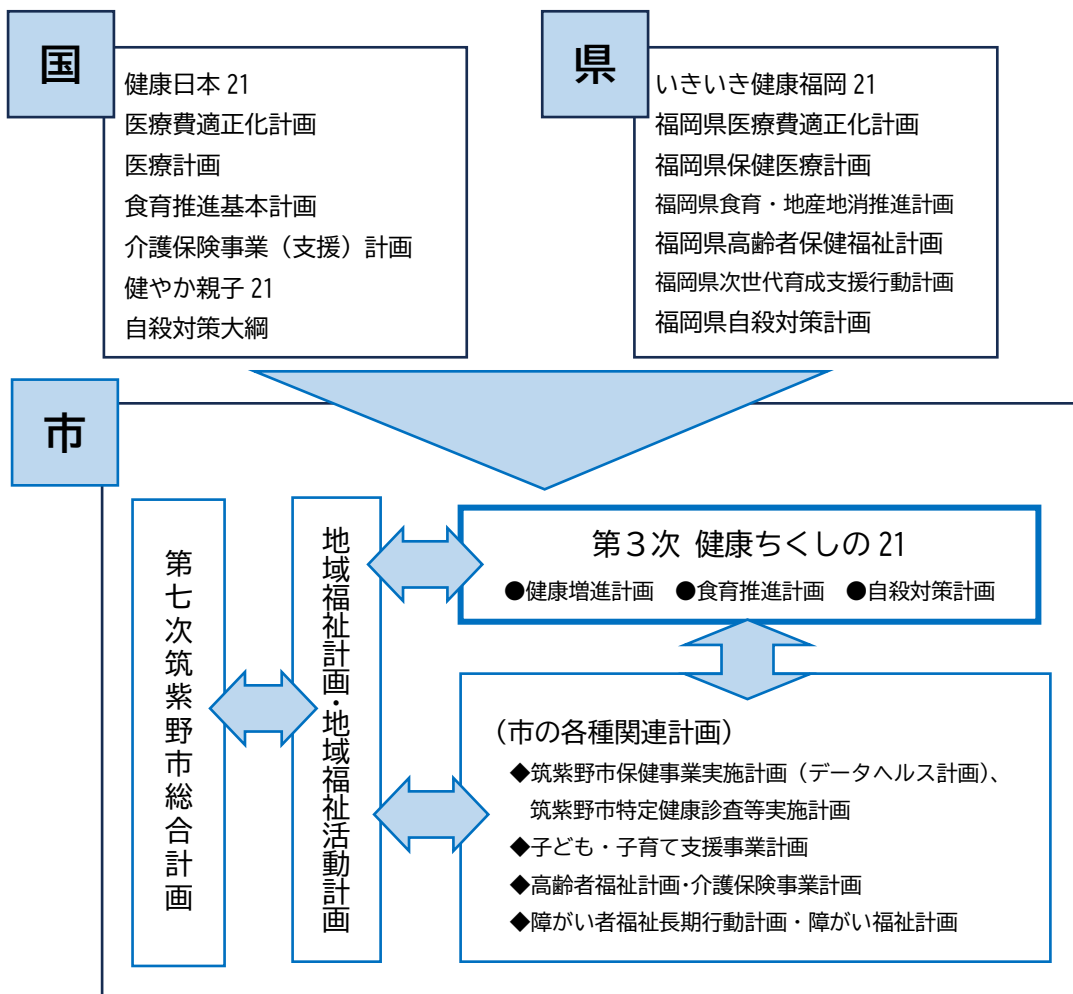 国
健康日本 21
医療費適正化計画
医療計画
食育推進基本計画
介護保険事業（支援）計画
健やか親子 21
自殺対策大綱
県
いきいき健康福岡 21
福岡県医療費適正化計画
福岡県保健医療計画
福岡県食育・地産地消推進計画
福岡県高齢者保健福祉計画
福岡県次世代育成支援行動計画
福岡県自殺対策計画
市
第七次筑紫野市総合計画
地域福祉計画・地域福祉活動計画
第３次 健康ちくしの 21
●健康増進計画 ●食育推進計画 ●自殺対策計画
（市の各種関連計画）
◆筑紫野市保健事業実施計画（データヘルス計画）、
筑紫野市特定健康診査等実施計画
◆子ども・子育て支援事業計画
◆高齢者福祉計画・介護保険事業計画
◆障がい者福祉長期行動計画・障がい福祉計画